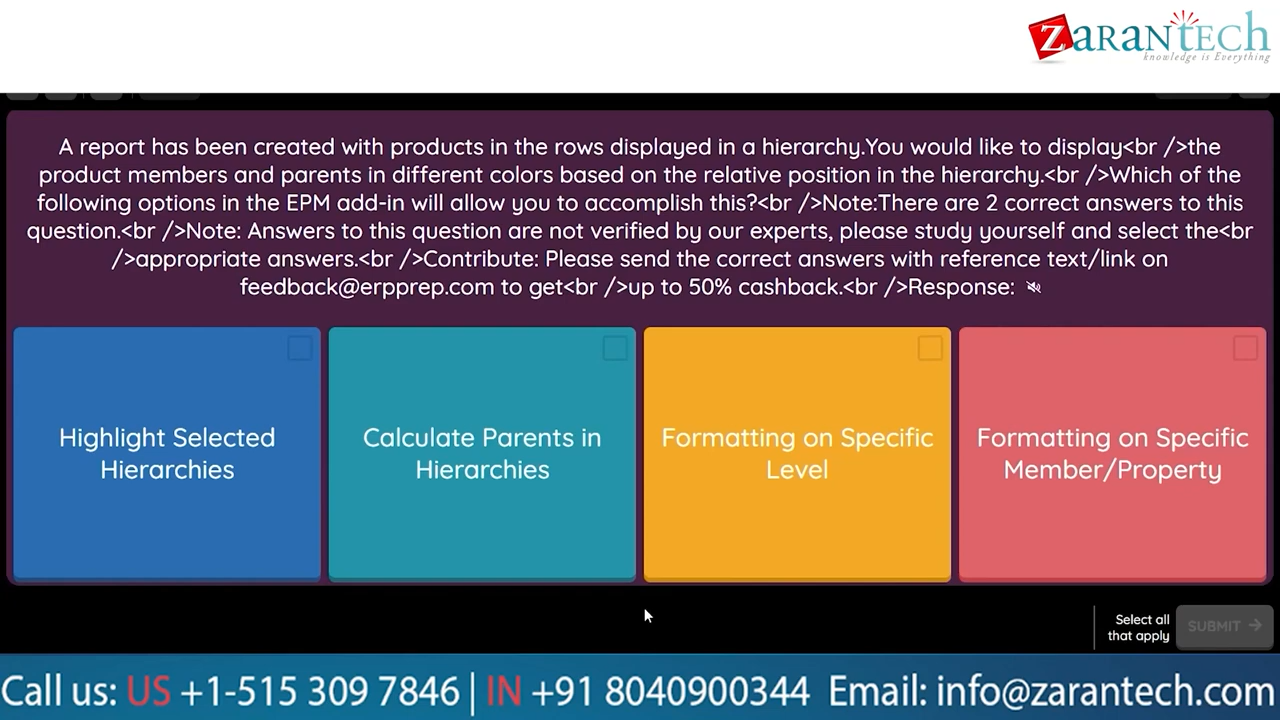 ZARANTECH
knowledge is Everything
A report has been created with products in the rows displayed in a hierarchy.You would like to display<br />the
product members and parents in different colors based on the relative position in the hierarchy.<br />Which of the
following options in the EPM add-in will allow you to accomplish this?<br />Note:There are 2 correct answers to this
question.<br />Note: Answers to this question are not verified by our experts, please study yourself and select the<br
/>appropriate answers.<br />Contribute: Please send the correct answers with reference text/link on
feedback@erpprep.com to get<br />up to 50% cashback.<br />Response:
Highlight Selected
Hierarchies
Calculate Parents in
Hierarchies
Formatting on Specific
Level
Formatting on Specific
Member/Property
Select all
that apply
SUBMIT
Call us: US +1-515 309 7846 | IN +91 8040900344 Email: info@zarantech.com